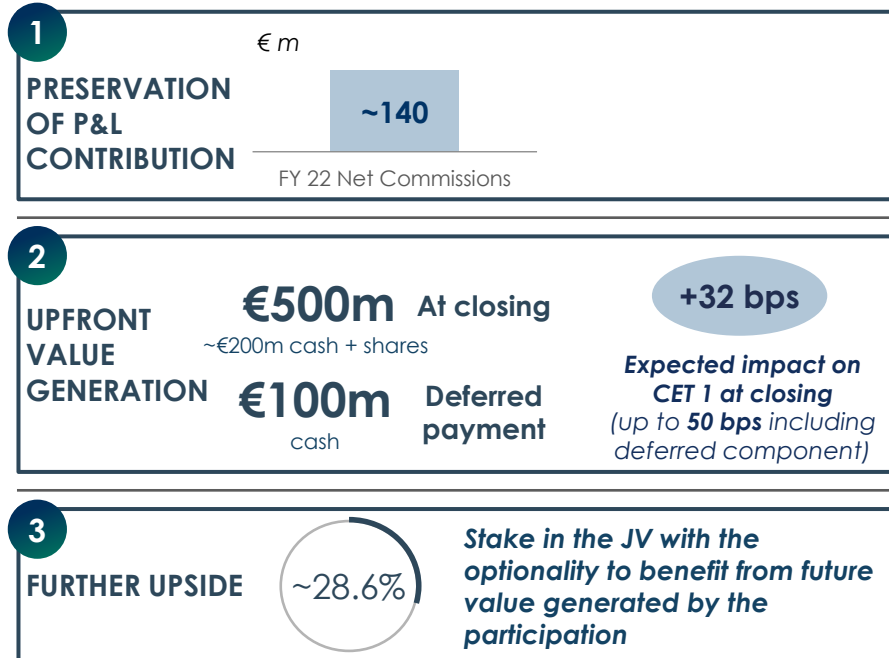 1
€ m
PRESERVATION
OF P&L
CONTRIBUTION
~140
FY 22 Net Commissions
2
UPFRONT
VALUE
GENERATION
€500m At closing
~€200m cash + shares
€100m Deferred
payment
cash
+32 bps
Expected impact on
CET 1 at closing
(up to 50 bps including
deferred component)
3
FURTHER UPSIDE
~28.6%
Stake in the JV with the
optionality to benefit from future
value generated by the
participation